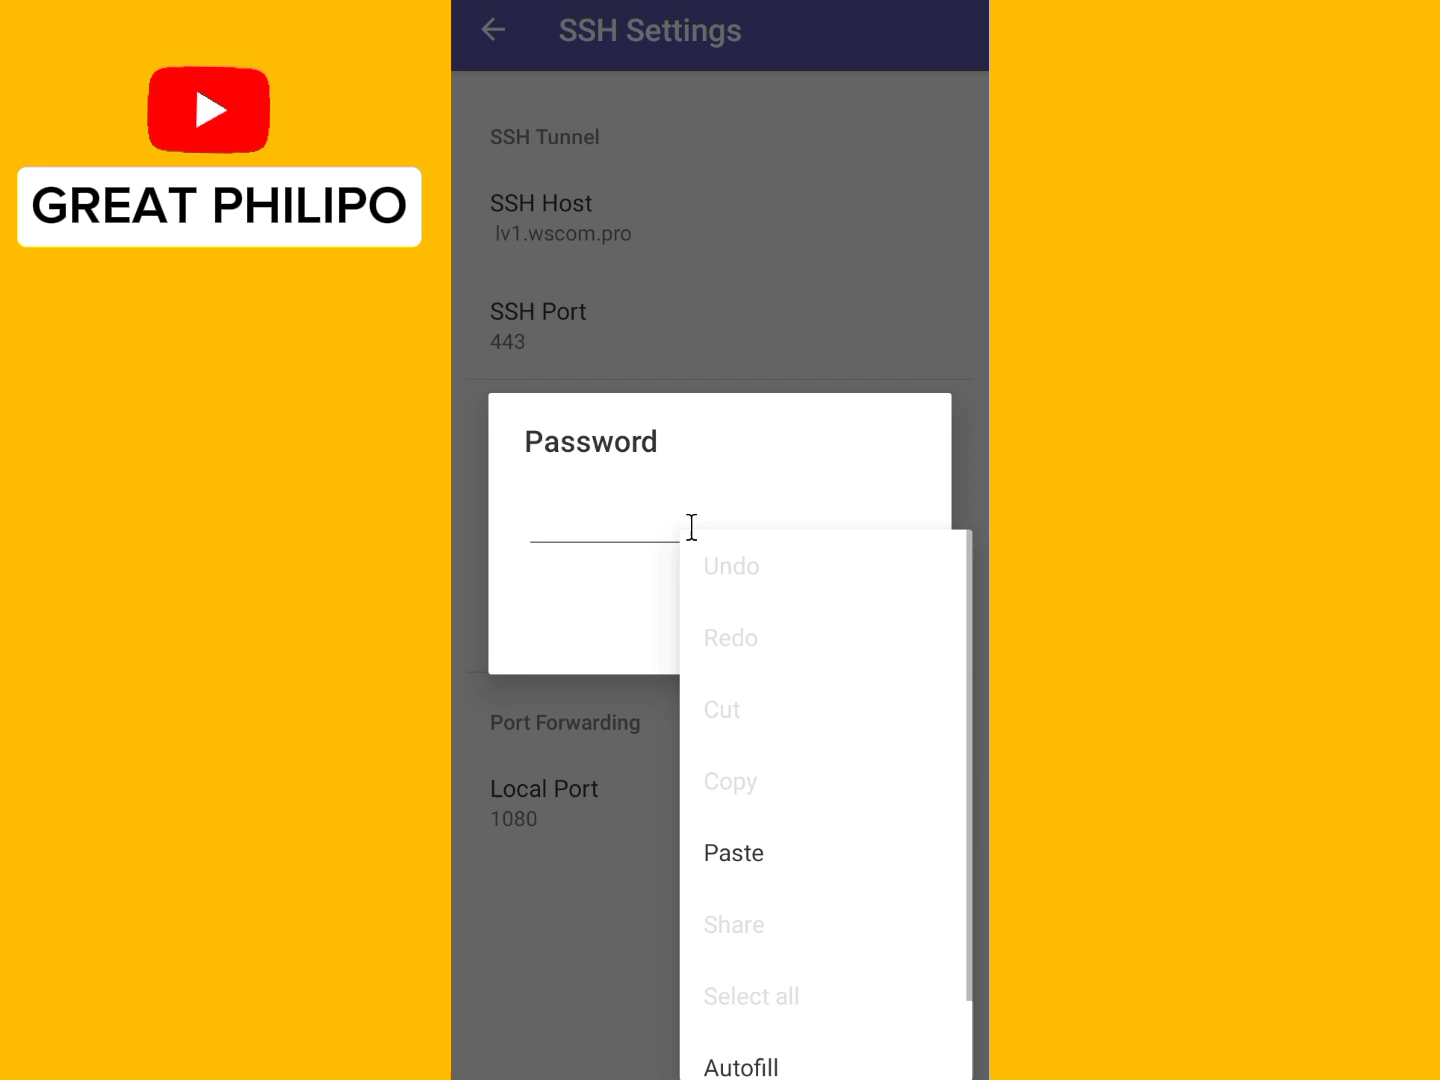 SSH Settings
GREAT PHILIPO
SSH Tunnel
SSH Host
lv1.wscom.pro
SSH Port
443
Password
Undo
Redo
Cut
Copy
Paste
Share
Select all
Autofill
Port Forwarding
Local Port
1080